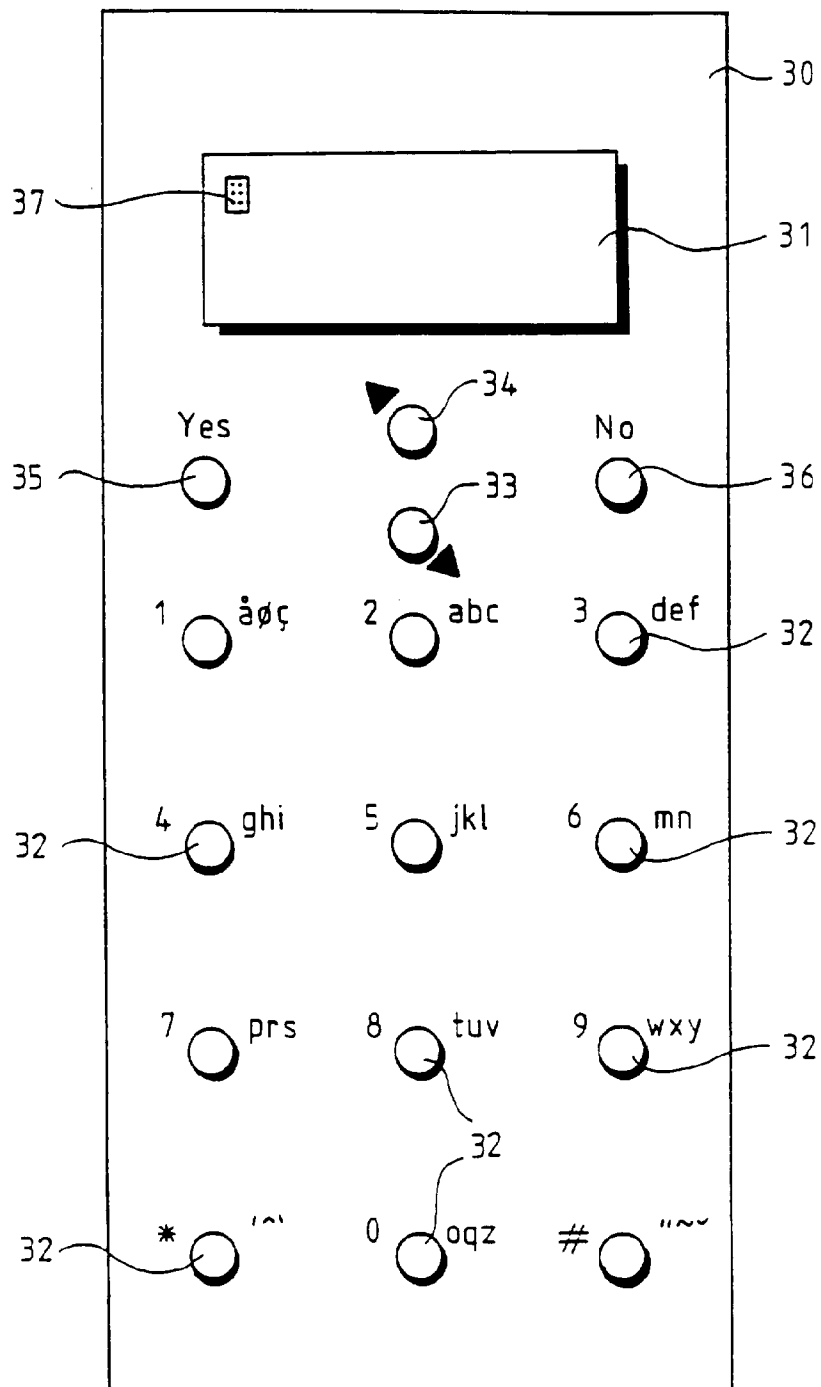 30
37
31
34
Yes No
35 33 36
1 åøç 2 abc 3 def
32
4 ghi 5 jkl 6 mn
32 32
7 prs 8 tuv 9 wxy
32
32
* ´^` 0 oqz # "~˘
32